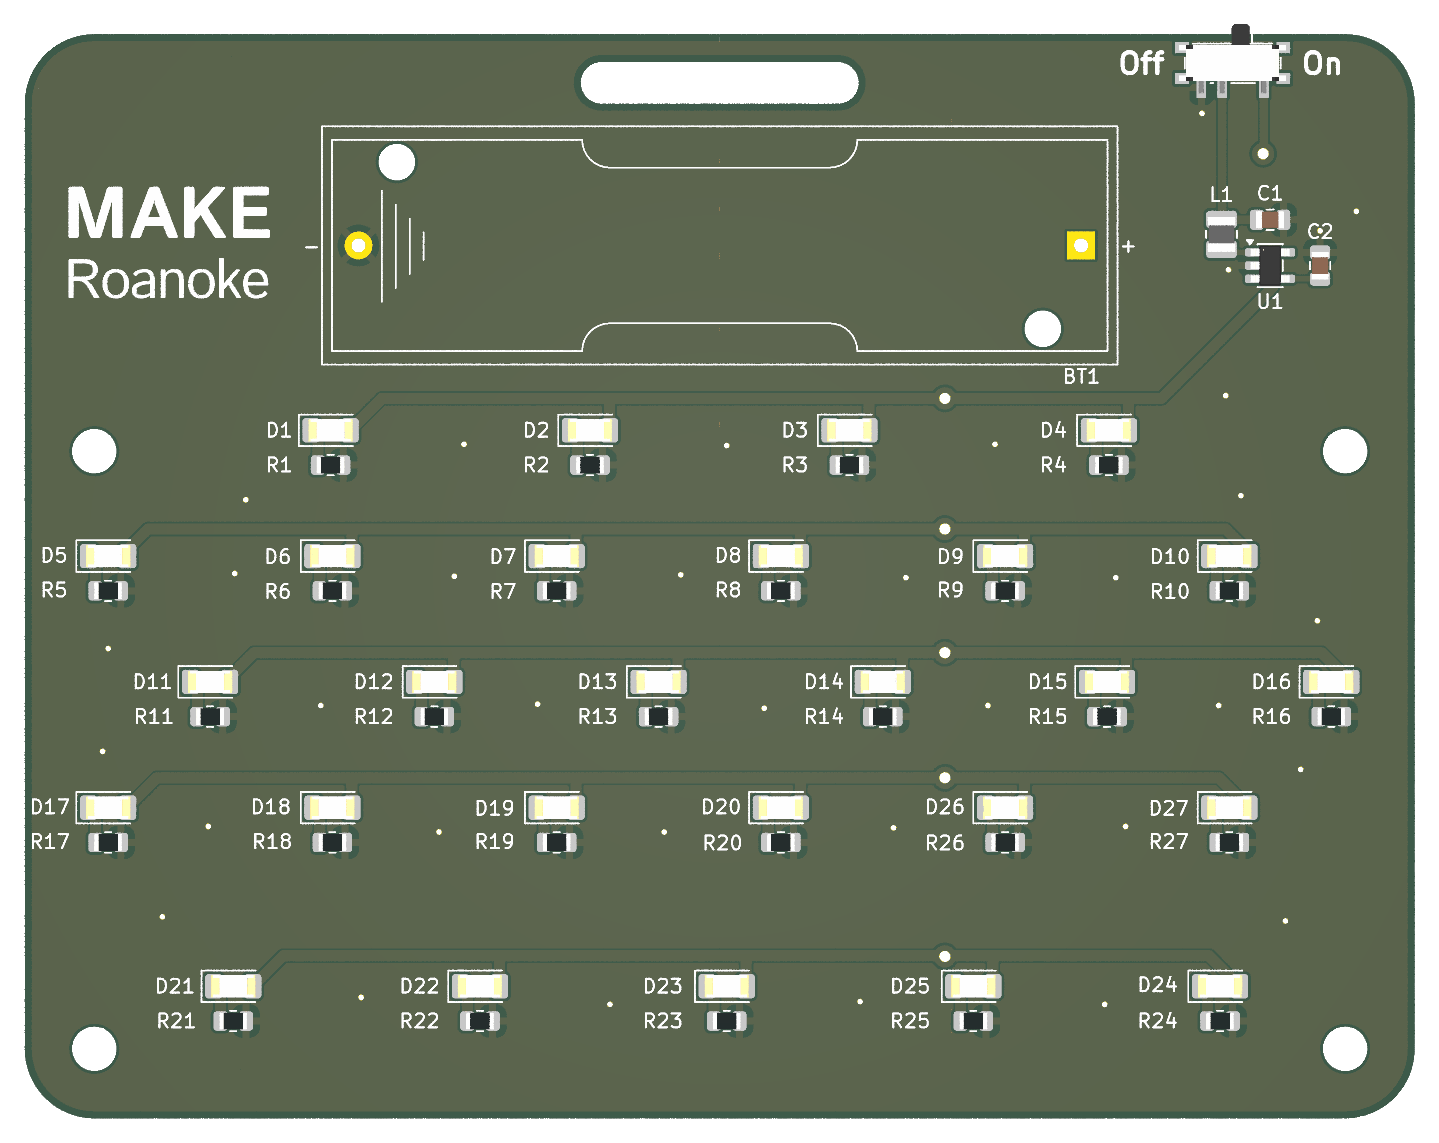 Off On
MAKE
Roanoke
L1 C1
C2
- +
U1
BT1
D1 D2 D3 D4
R1 R2 R3 R4
D5 D6 D7 D8 D9 D10
R5 R6 R7 R8 R9 R10
D11 D12 D13 D14 D15 D16
R11 R12 R13 R14 R15 R16
D17 D18 D19 D20 D26 D27
R17 R18 R19 R20 R26 R27
D21 D22 D23 D25 D24
R21 R22 R23 R25 R24